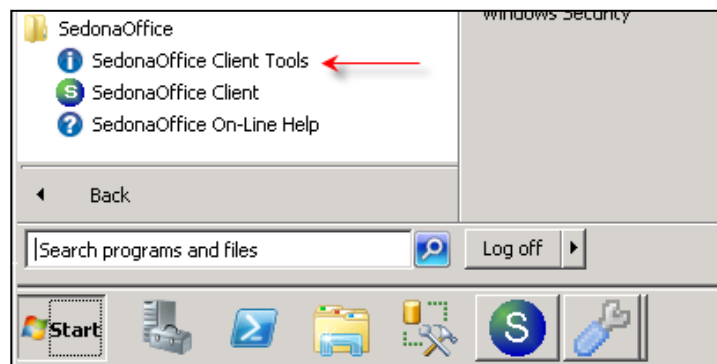 Windows Security
SedonaOffice
SedonaOffice Client Tools
SedonaOffice Client
SedonaOffice On-Line Help
Back
Search programs and files
Log off
Start
S